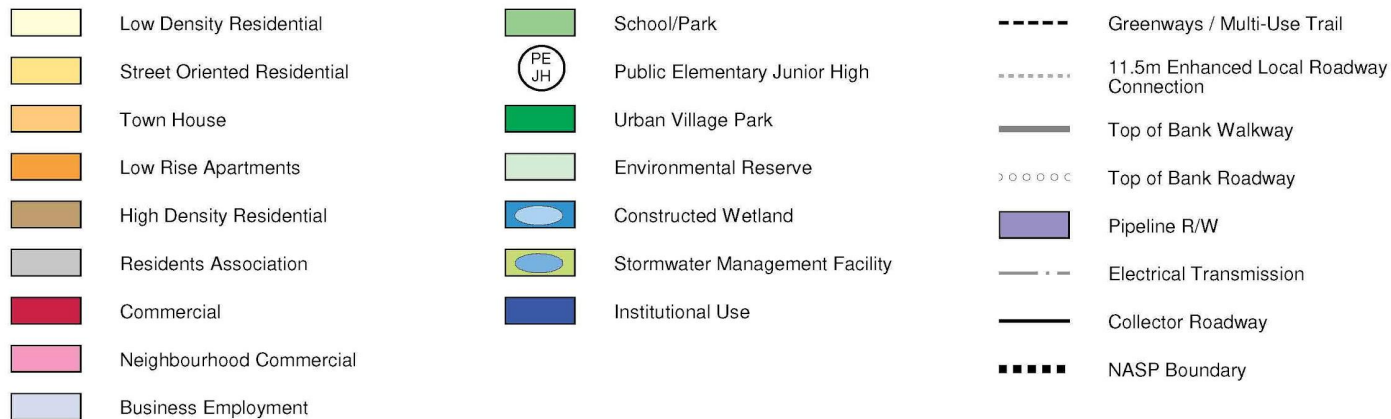 Low Density Residential
Street Oriented Residential
Town House
Low Rise Apartments
High Density Residential
Residents Association
Commercial
Neighbourhood Commercial
Business Employment
School/Park
PE
JH
Public Elementary Junior High
Urban Village Park
Environmental Reserve
Constructed Wetland
Stormwater Management Facility
Institutional Use
Greenways / Multi-Use Trail
11.5m Enhanced Local Roadway
Connection
Top of Bank Walkway
Top of Bank Roadway
Pipeline R/W
Electrical Transmission
Collector Roadway
NASP Boundary